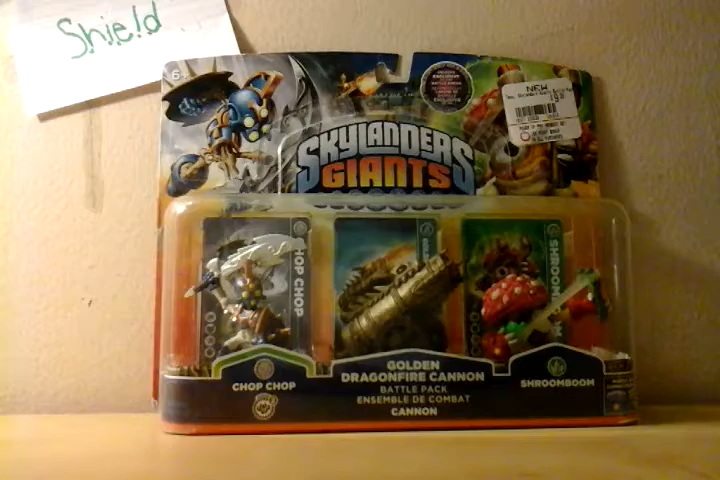 Shield
6+
NEW
SKYLANDERS
GIANTS
HOP CHOP
SHROOM
GOLDEN
DRAGONFIRE CANNON
BATTLE PACK
ENSEMBLE DE COMBAT
CANNON
CHOP CHOP
SHROOMBOOM